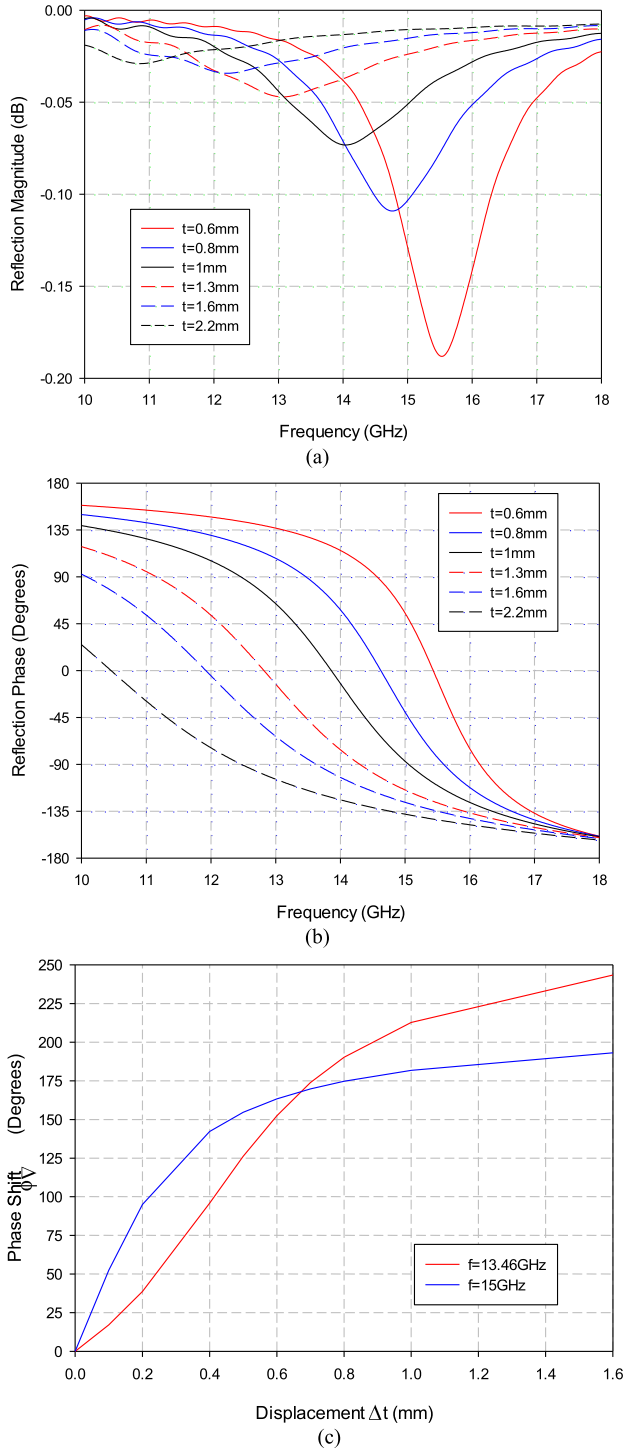 0.00
-0.05
-0.10
-0.15
-0.20
Reflection Magnitude (dB)
t=0.6mm
t=0.8mm
t=1mm
t=1.3mm
t=1.6mm
t=2.2mm
10 11 12 13 14 15 16 17 18
Frequency (GHz)
(a)
180
135
90
45
0
-45
-90
-135
-180
Reflection Phase (Degrees)
t=0.6mm
t=0.8mm
t=1mm
t=1.3mm
t=1.6mm
t=2.2mm
10 11 12 13 14 15 16 17 18
Frequency (GHz)
(b)
250
225
200
175
150
125
100
75
50
25
0
Phase Shift Δϕ (Degrees)
f=13.46GHz
f=15GHz
0.0 0.2 0.4 0.6 0.8 1.0 1.2 1.4 1.6
Displacement Δt (mm)
(c)